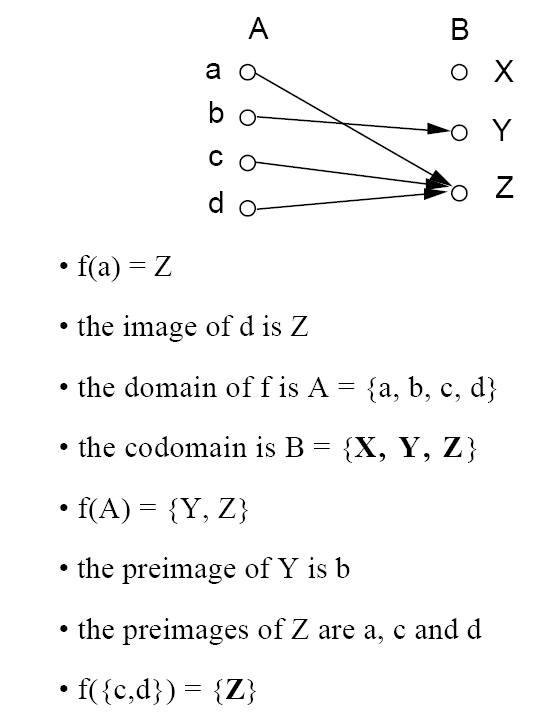 A B
a X
b Y
c Z
d
• f(a) = Z
• the image of d is Z
• the domain of f is A = {a, b, c, d}
• the codomain is B = {X, Y, Z}
• f(A) = {Y, Z}
• the preimage of Y is b
• the preimages of Z are a, c and d
• f({c,d}) = {Z}